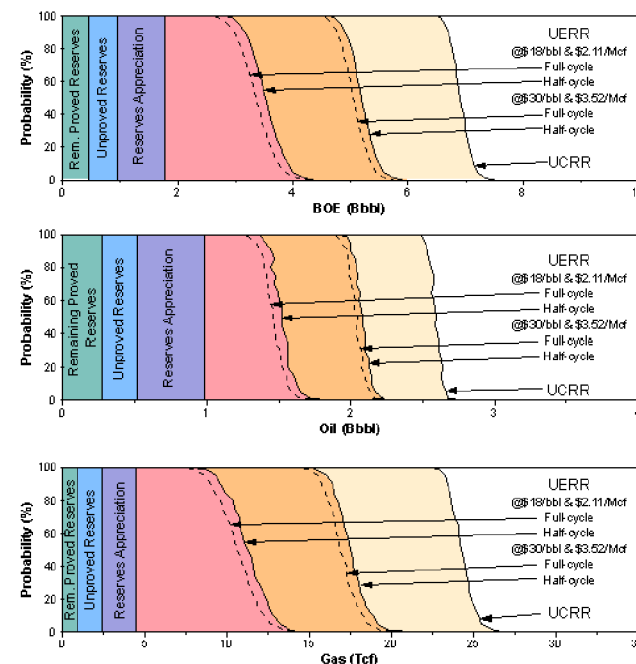 Probability (%)
100
80
60
40
20
0
Rem. Proved Reserves
Unproved Reserves
Reserves Appreciation
UERR
@$18/bbl & $2.11/Mcf
Full-cycle
Half-cycle
@$30/bbl & $3.52/Mcf
Full-cycle
Half-cycle
UCRR
0 2 4 6 8 10
BOE (Bbbl)
Probability (%)
100
80
60
40
20
0
Remaining Proved
Reserves
Unproved Reserves
Reserves Appreciation
UERR
@$18/bbl & $2.11/Mcf
Full-cycle
Half-cycle
@$30/bbl & $3.52/Mcf
Full-cycle
Half-cycle
UCRR
0 1 2 3
Oil (Bbbl)
Probability (%)
100
80
60
40
20
0
Rem. Proved Reserves
Unproved Reserves
Reserves Appreciation
UERR
@$18/bbl & $2.11/Mcf
Full-cycle
Half-cycle
@$30/bbl & $3.52/Mcf
Full-cycle
Half-cycle
UCRR
0 5 10 15 20 25 30
Gas (Tcf)